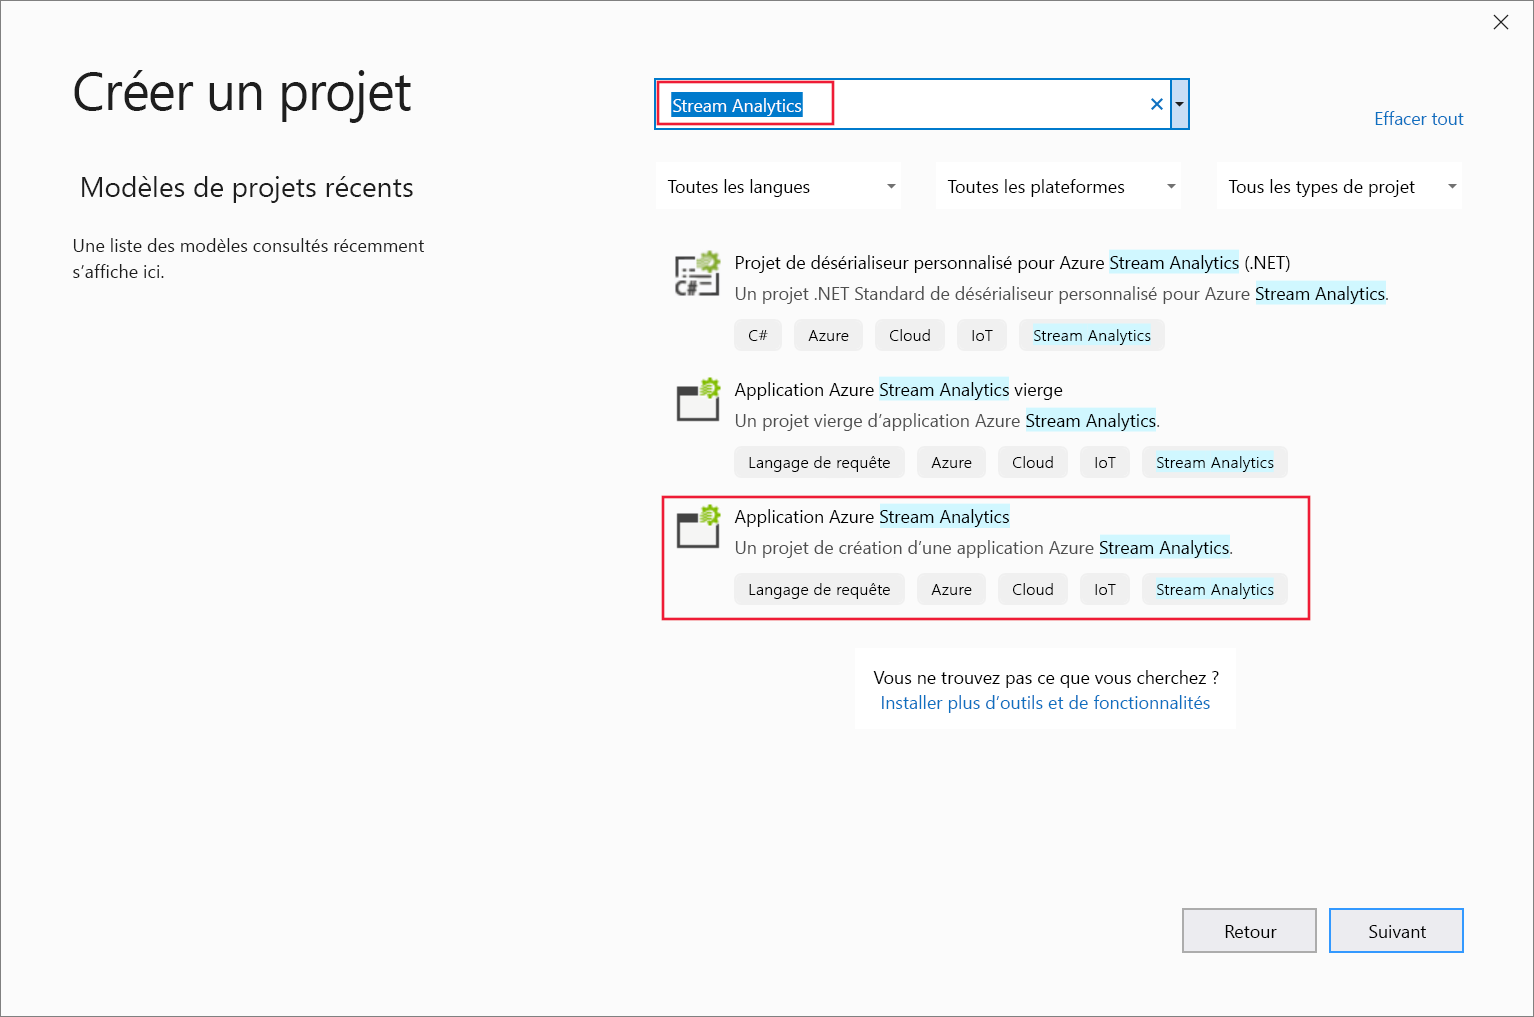 Créer un projet
Modèles de projets récents
Une liste des modèles consultés récemment
s’affiche ici.
Stream Analytics
Effacer tout
Toutes les langues
Toutes les plateformes
Tous les types de projet
Projet de désérialiseur personnalisé pour Azure Stream Analytics (.NET)
Un projet .NET Standard de désérialiseur personnalisé pour Azure Stream Analytics.
C# Azure Cloud IoT Stream Analytics
Application Azure Stream Analytics vierge
Un projet vierge d’application Azure Stream Analytics.
Langage de requête Azure Cloud IoT Stream Analytics
Application Azure Stream Analytics
Un projet de création d’une application Azure Stream Analytics.
Langage de requête Azure Cloud IoT Stream Analytics
Vous ne trouvez pas ce que vous cherchez ?
Installer plus d’outils et de fonctionnalités
Retour
Suivant